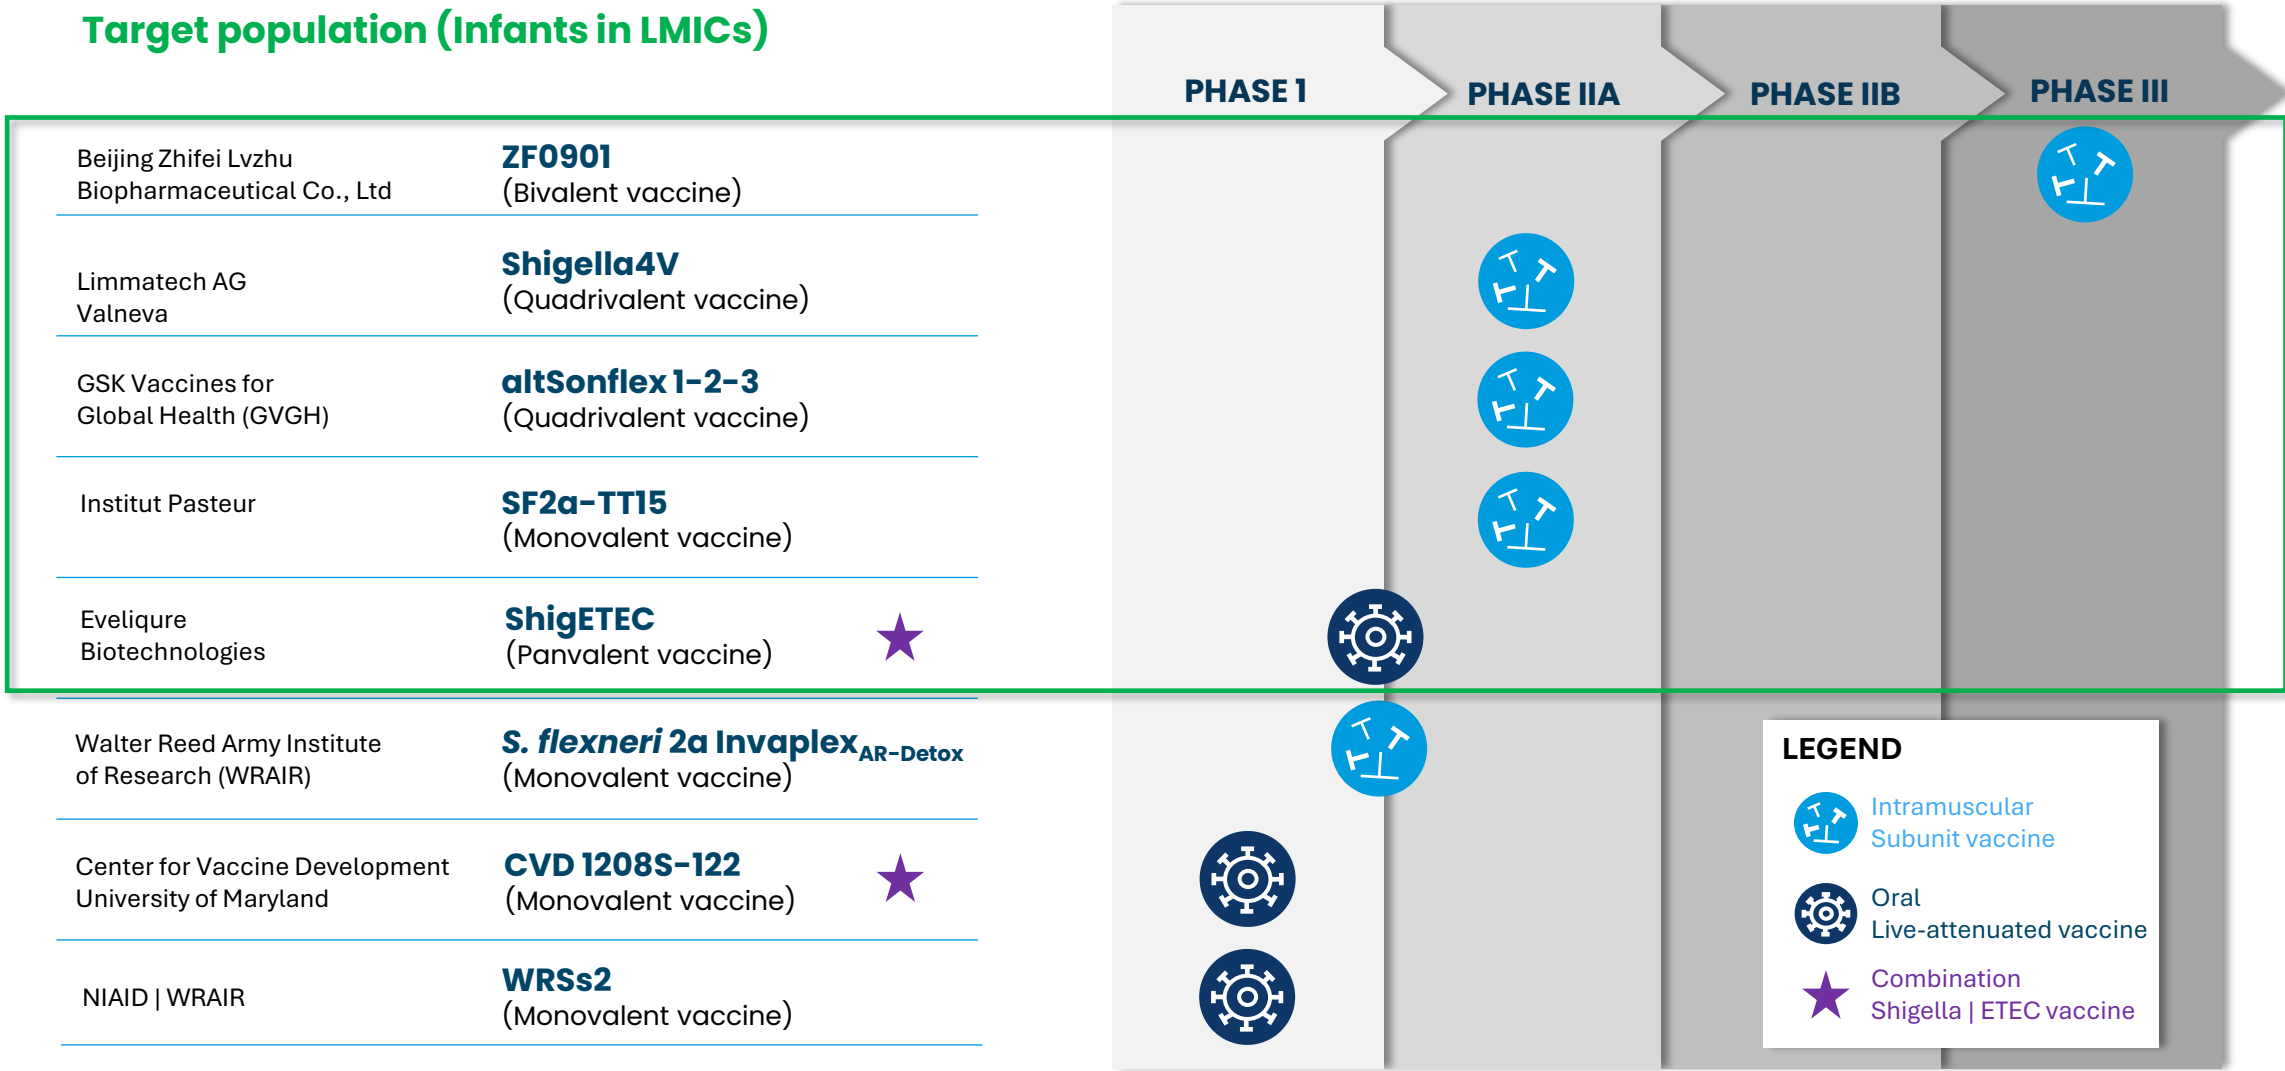 Target population (Infants in LMICs)
PHASE 1
PHASE IIA
PHASE IIB
PHASE III
Beijing Zhifei Lvzhu
Biopharmaceutical Co., Ltd
ZF0901
(Bivalent vaccine)
Limmatech AG
Valneva
Shigella4V
(Quadrivalent vaccine)
GSK Vaccines for
Global Health (GVGH)
altSonflex 1-2-3
(Quadrivalent vaccine)
Institut Pasteur
SF2a-TT15
(Monovalent vaccine)
Eveliqure
Biotechnologies
ShigETEC
(Panvalent vaccine)
Walter Reed Army Institute
of Research (WRAIR)
S. flexneri 2a Invaplex AR-Detox
(Monovalent vaccine)
Center for Vaccine Development
University of Maryland
CVD 1208S-122
(Monovalent vaccine)
NIAID | WRAIR
WRSs2
(Monovalent vaccine)
LEGEND
Intramuscular
Subunit vaccine
Oral
Live-attenuated vaccine
Combination
Shigella | ETEC vaccine